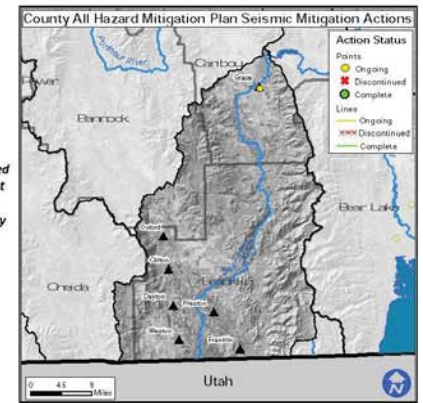 County All Hazard Mitigation Plan Seismic Mitigation Actions
Action Status
Points
Ongoing
Discontinued
Complete
Lines
Ongoing
Discontinued
Complete
Caribou
Grace
Power
Bannock
Bear Lake
Oxford
Clifton
Oneida
Franklin
Dayton
Preston
Weston
Franklin
Utah
0 4.5 9
Miles